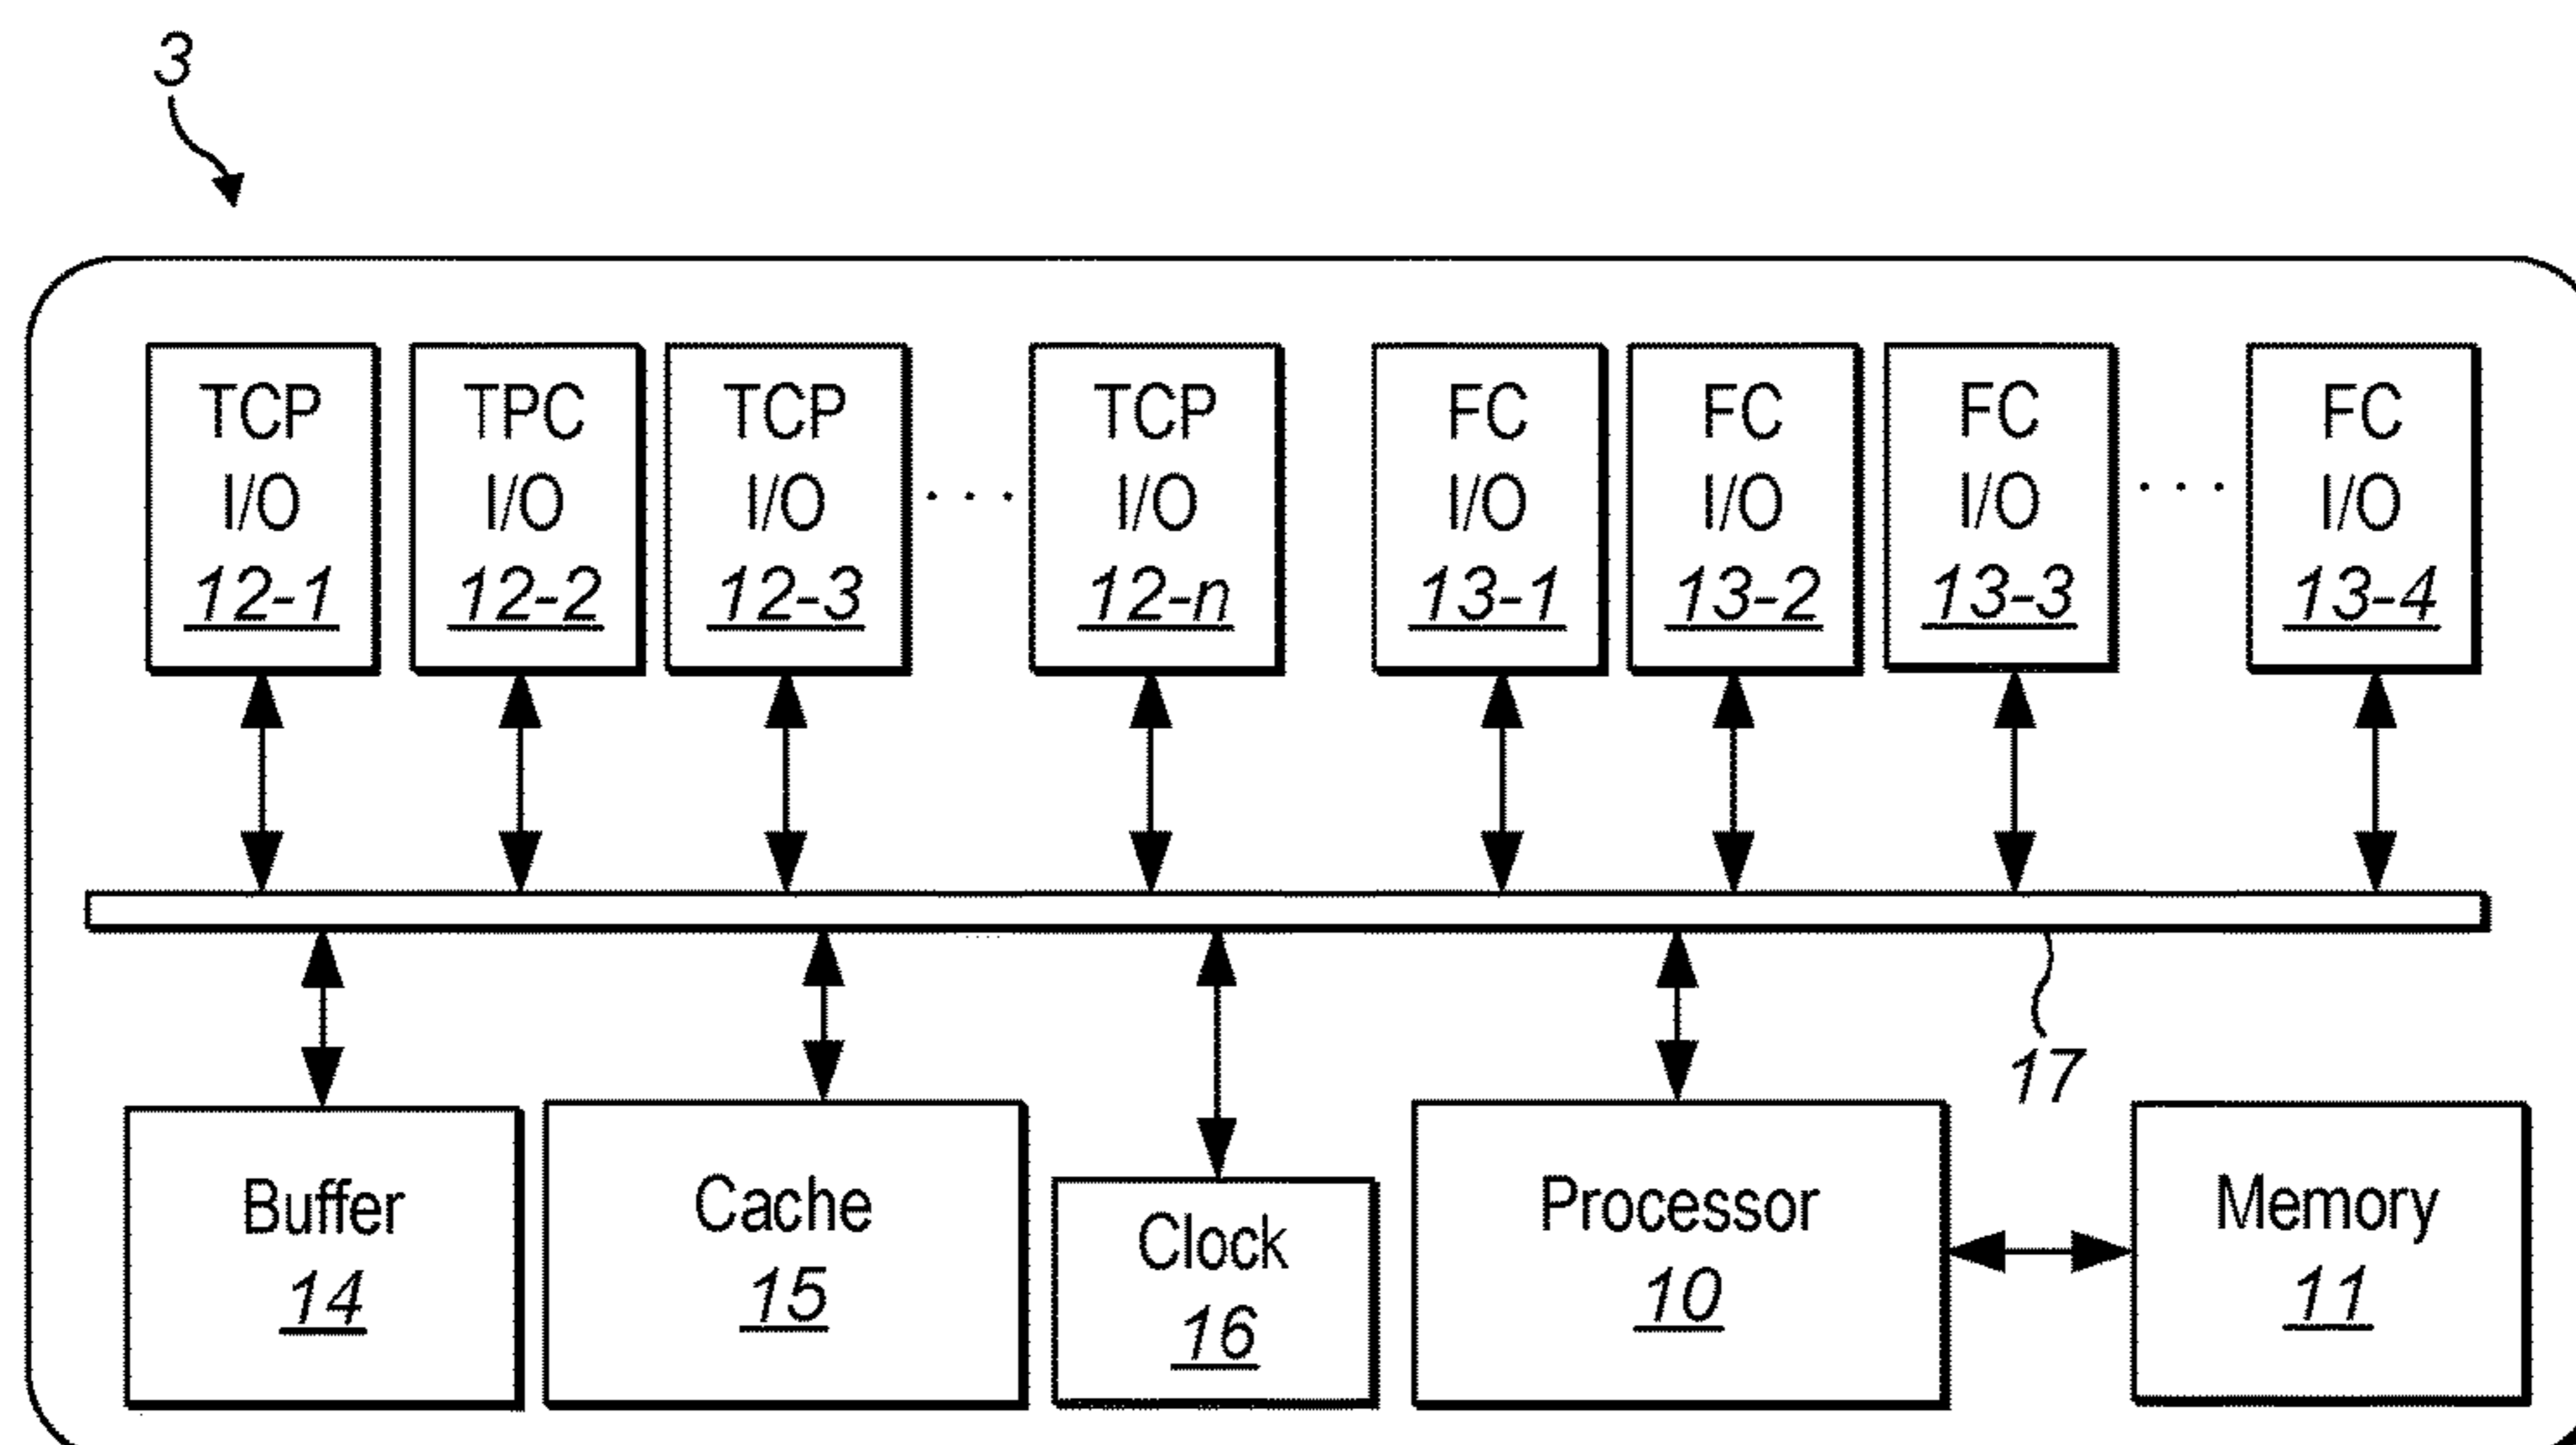 3
TCP I/O 12-1
TPC I/O 12-2
TCP I/O 12-3
. . .
TCP I/O 12-n
FC I/O 13-1
FC I/O 13-2
FC I/O 13-3
. . .
FC I/O 13-4
17
Buffer 14
Cache 15
Clock 16
Processor 10
Memory 11